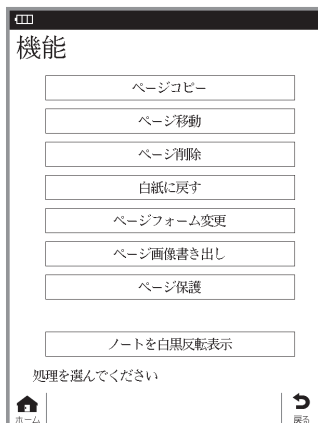 機能
ページコピー
ページ移動
ページ削除
白紙に戻す
ページフォーム変更
ページ画像書き出し
ページ保護
ノートを白黒反転表示
処理を選んでください
ホーム
戻る